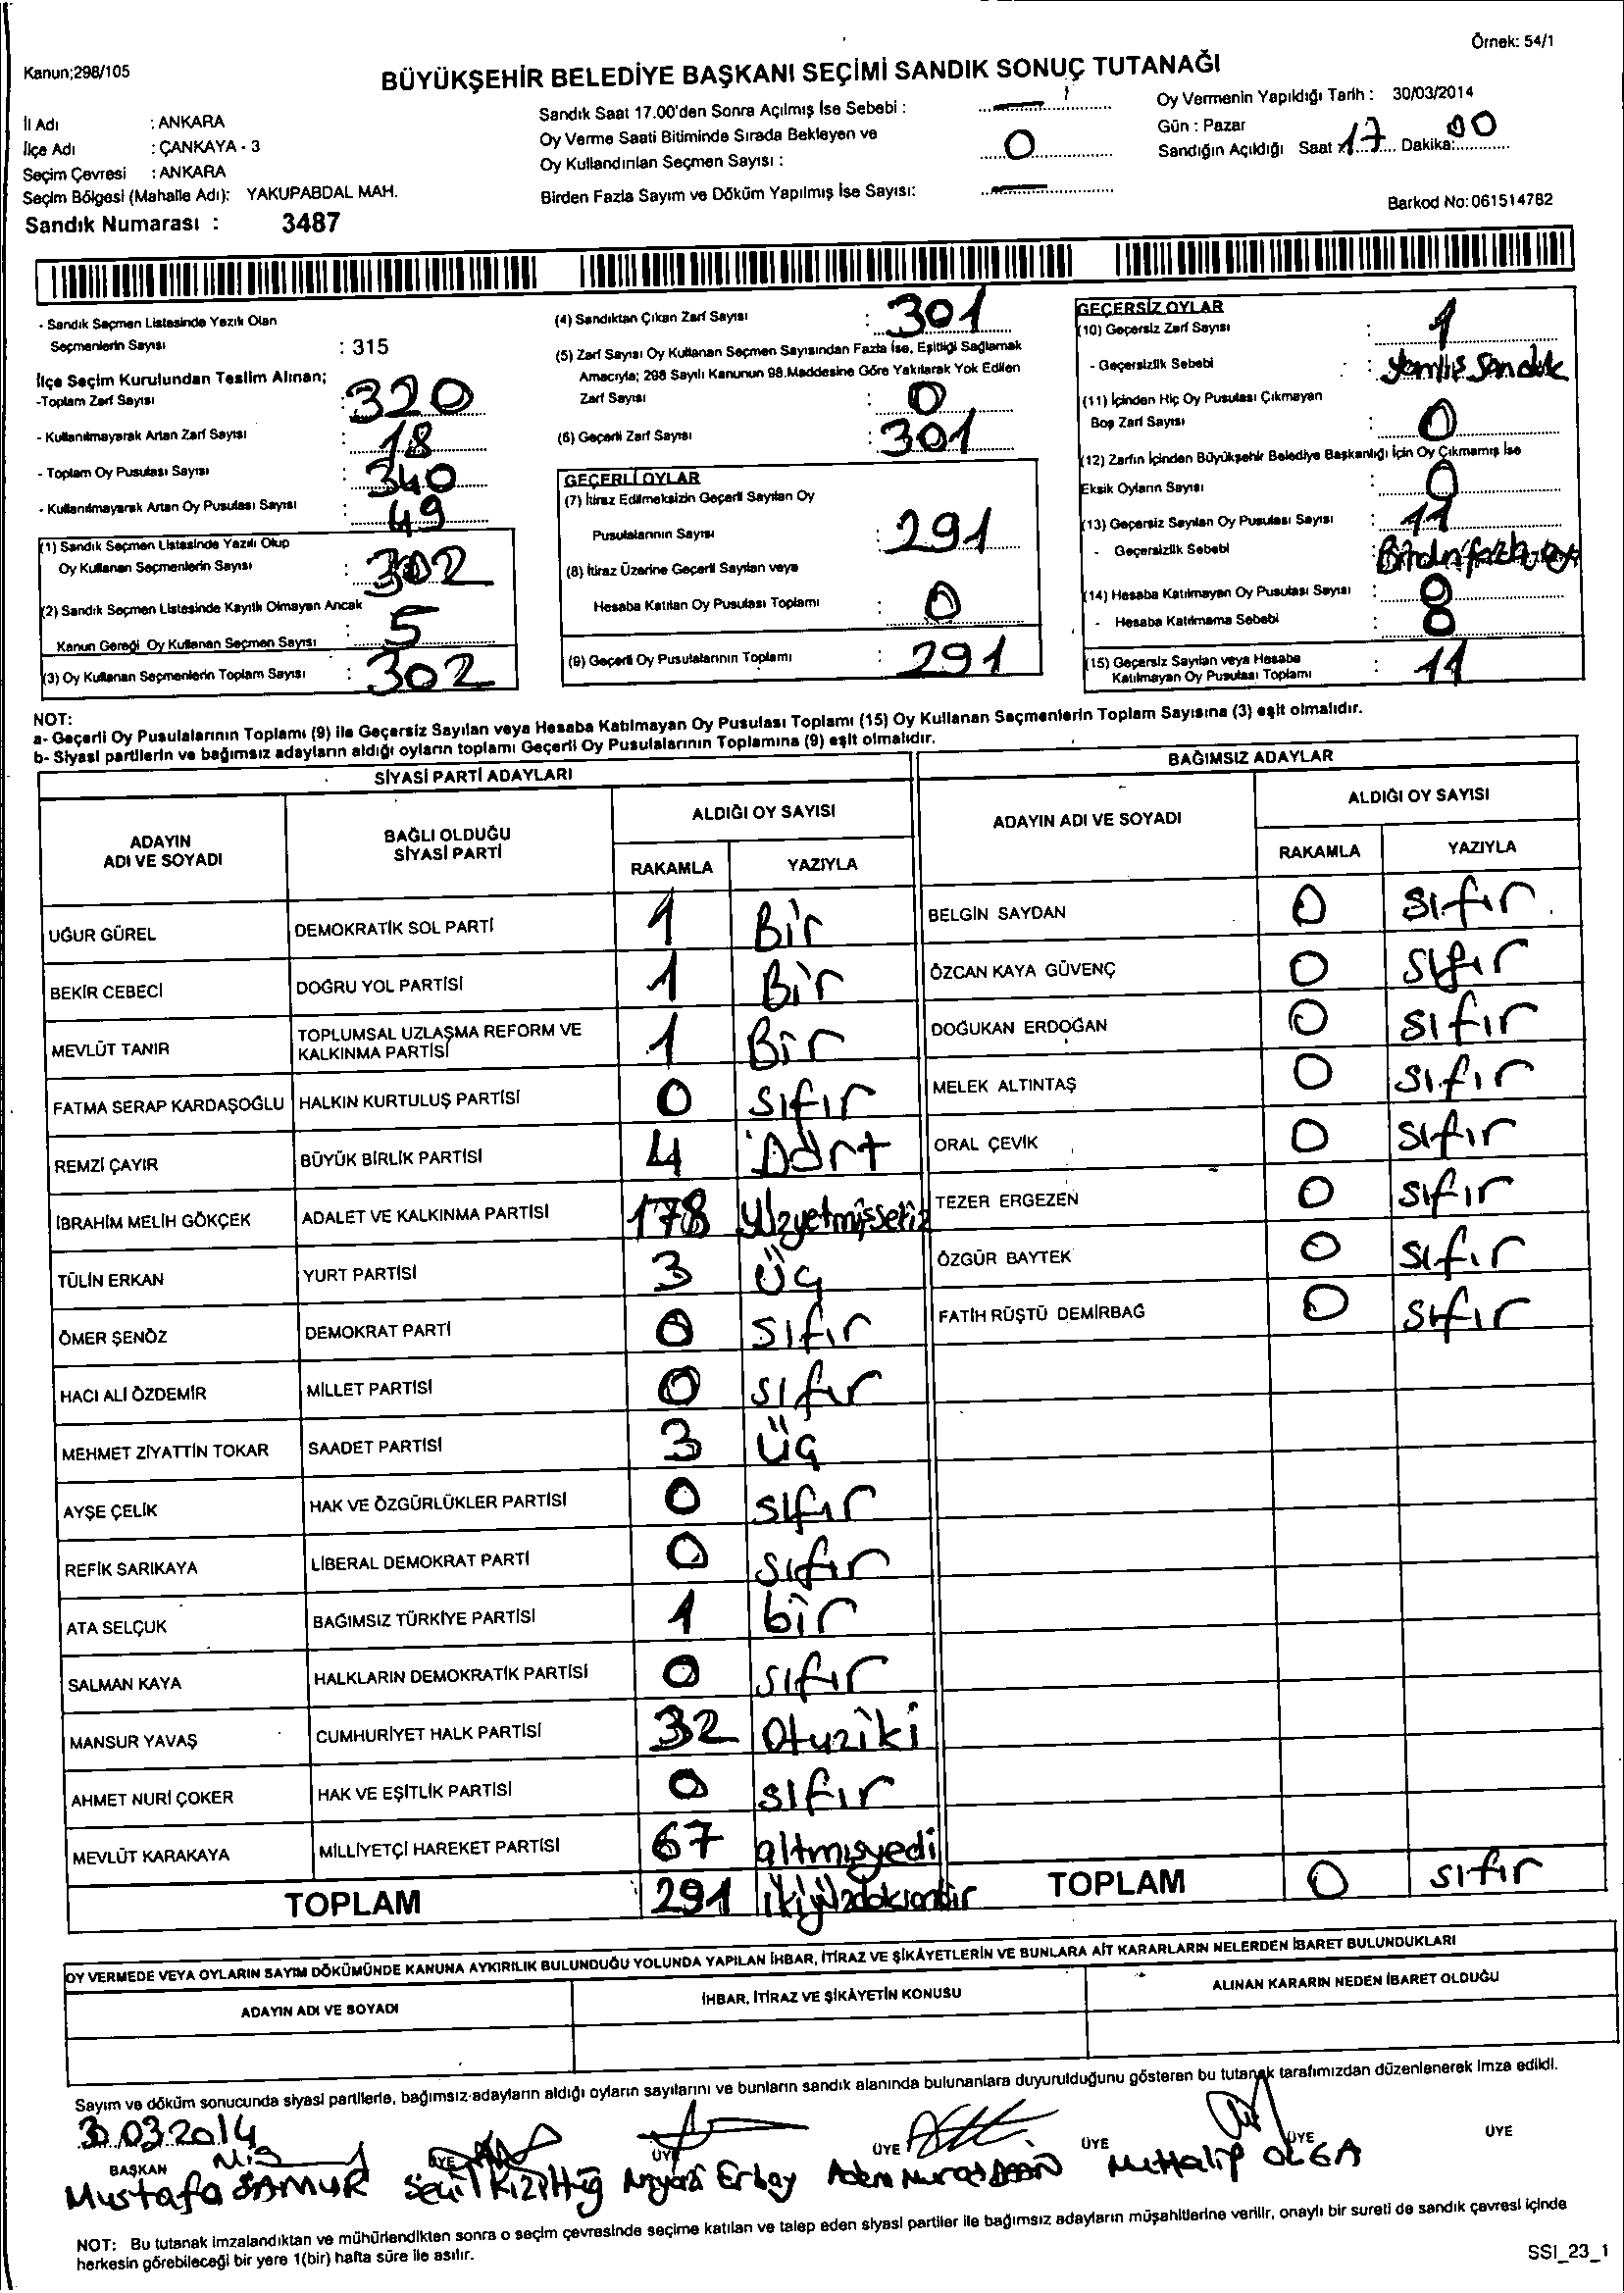 Örnek: 54/1
Kanun;298/105
BÜYÜKŞEHİR BELEDİYE BAŞKANI SEÇİMİ SANDIK SONUÇ TUTANAĞI
İl Adı : ANKARA
İlçe Adı : ÇANKAYA - 3
Seçim Çevresi : ANKARA
Seçim Bölgesi (Mahalle Adı): YAKUPABDAL MAH.
Sandık Numarası : 3487
Sandık Saat 17.00'den Sonra Açılmış İse Sebebi : —
Oy Verme Saati Bitiminde Sırada Bekleyen ve
Oy Kullandırılan Seçmen Sayısı : 0
Birden Fazla Sayım ve Döküm Yapılmış İse Sayısı: —
Oy Vermenin Yapıldığı Tarih : 30/03/2014
Gün : Pazar
Sandığın Açıldığı Saat : 17 Dakika: 00
Barkod No: 061514782
- Sandık Seçmen Listesinde Yazılı Olan
Seçmenlerin Sayısı : 315
İlçe Seçim Kurulundan Teslim Alınan;
-Toplam Zarf Sayısı : 320
- Kullanılmayarak Artan Zarf Sayısı : 18
- Toplam Oy Pusulası Sayısı : 340
- Kullanılmayarak Artan Oy Pusulası Sayısı : 49
(1) Sandık Seçmen Listesinde Yazılı Olup
Oy Kullanan Seçmenlerin Sayısı : 302
(2) Sandık Seçmen Listesinde Kayıtlı Olmayan Ancak
Kanun Gereği Oy Kullanan Seçmen Sayısı : 5
(3) Oy Kullanan Seçmenlerin Toplam Sayısı : 302
(4) Sandıktan Çıkan Zarf Sayısı : 301
(5) Zarf Sayısı Oy Kullanan Seçmen Sayısından Fazla İse, Eşitliği Sağlamak
Amacıyla; 298 Sayılı Kanunun 98.Maddesine Göre Yakılarak Yok Edilen
Zarf Sayısı : 0
(6) Geçerli Zarf Sayısı : 301
GEÇERLİ OYLAR
(7) İtiraz Edilmeksizin Geçerli Sayılan Oy
Pusulalarının Sayısı : 291
(8) İtiraz Üzerine Geçerli Sayılan veya
Hesaba Katılan Oy Pusulası Toplamı : 0
(9) Geçerli Oy Pusulalarının Toplamı : 291
GEÇERSİZ OYLAR
(10) Geçersiz Zarf Sayısı : 1
- Geçersizlik Sebebi : Yanlış Sandık
(11) İçinden Hiç Oy Pusulası Çıkmayan
Boş Zarf Sayısı : 0
(12) Zarfın İçinden Büyükşehir Belediye Başkanlığı İçin Oy Çıkmamış İse
Eksik Oyların Sayısı : 0
(13) Geçersiz Sayılan Oy Pusulası Sayısı : 11
- Geçersizlik Sebebi : Birden fazla oy
(14) Hesaba Katılmayan Oy Pusulası Sayısı : 0
- Hesaba Katılmama Sebebi : 0
(15) Geçersiz Sayılan veya Hesaba
Katılmayan Oy Pusulası Toplamı : 11
NOT:
a- Geçerli Oy Pusulalarının Toplamı (9) ile Geçersiz Sayılan veya Hesaba Katılmayan Oy Pusulası Toplamı (15) Oy Kullanan Seçmenlerin Toplam Sayısına (3) eşit olmalıdır.
b- Siyasi partilerin ve bağımsız adayların aldığı oyların toplamı Geçerli Oy Pusulalarının Toplamına (9) eşit olmalıdır.
SİYASİ PARTİ ADAYLARI
ADAYIN ADI VE SOYADI BAĞLI OLDUĞU SİYASİ PARTİ ALDIĞI OY SAYISI
RAKAMLA YAZIYLA
UĞUR GÜREL DEMOKRATİK SOL PARTİ 1 Bir
BEKİR CEBECİ DOĞRU YOL PARTİSİ 1 Bir
MEVLÜT TANIR TOPLUMSAL UZLAŞMA REFORM VE KALKINMA PARTİSİ 1 Bir
FATMA SERAP KARDAŞOĞLU HALKIN KURTULUŞ PARTİSİ 0 sıfır
REMZİ ÇAYIR BÜYÜK BİRLİK PARTİSİ 4 Dört
İBRAHİM MELİH GÖKÇEK ADALET VE KALKINMA PARTİSİ 178 Yüzyetmişsekiz
TÜLİN ERKAN YURT PARTİSİ 3 üç
ÖMER ŞENÖZ DEMOKRAT PARTİ 0 sıfır
HACI ALİ ÖZDEMİR MİLLET PARTİSİ 0 sıfır
MEHMET ZİYATTİN TOKAR SAADET PARTİSİ 3 üç
AYŞE ÇELİK HAK VE ÖZGÜRLÜKLER PARTİSİ 0 sıfır
REFİK SARIKAYA LİBERAL DEMOKRAT PARTİ 0 sıfır
ATA SELÇUK BAĞIMSIZ TÜRKİYE PARTİSİ 1 bir
SALMAN KAYA HALKLARIN DEMOKRATİK PARTİSİ 0 sıfır
MANSUR YAVAŞ CUMHURİYET HALK PARTİSİ 32 Otuziki
AHMET NURİ ÇOKER HAK VE EŞİTLİK PARTİSİ 0 sıfır
MEVLÜT KARAKAYA MİLLİYETÇİ HAREKET PARTİSİ 67 altmışyedi
TOPLAM 291 ikiyüzdoksanbir
BAĞIMSIZ ADAYLAR
ADAYIN ADI VE SOYADI ALDIĞI OY SAYISI
RAKAMLA YAZIYLA
BELGİN SAYDAN 0 sıfır
ÖZCAN KAYA GÜVENÇ 0 sıfır
DOĞUKAN ERDOĞAN 0 sıfır
MELEK ALTINTAŞ 0 sıfır
ORAL ÇEVİK 0 sıfır
TEZER ERGEZEN 0 sıfır
ÖZGÜR BAYTEK 0 sıfır
FATİH RÜŞTÜ DEMİRBAĞ 0 sıfır
TOPLAM 0 sıfır
OY VERMEDE VEYA OYLARIN SAYIM DÖKÜMÜNDE KANUNA AYKIRILIK BULUNDUĞU YOLUNDA YAPILAN İHBAR, İTİRAZ VE ŞİKÂYETLERİN VE BUNLARA AİT KARARLARIN NELERDEN İBARET BULUNDUKLARI
ADAYIN ADI VE SOYADI İHBAR, İTİRAZ VE ŞİKÂYETİN KONUSU ALINAN KARARIN NEDEN İBARET OLDUĞU
Sayım ve döküm sonucunda siyasi partilerle, bağımsız adayların aldığı oyların sayılarını ve bunların sandık alanında bulunanlara duyurulduğunu gösteren bu tutanak tarafımızdan düzenlenerek imza edildi.
30.03.2014
BAŞKAN ÜYE ÜYE ÜYE ÜYE ÜYE ÜYE
Mustafa SAMUR Niyazi Erbay Adem Murat OLGA
NOT: Bu tutanak imzalandıktan ve mühürlendikten sonra o seçim çevresinde seçime katılan ve talep eden siyasi partiler ile bağımsız adayların müşahitlerine verilir, onaylı bir sureti de sandık çevresi içinde
herkesin görebileceği bir yere 1(bir) hafta süre ile asılır.
SSI_23_1